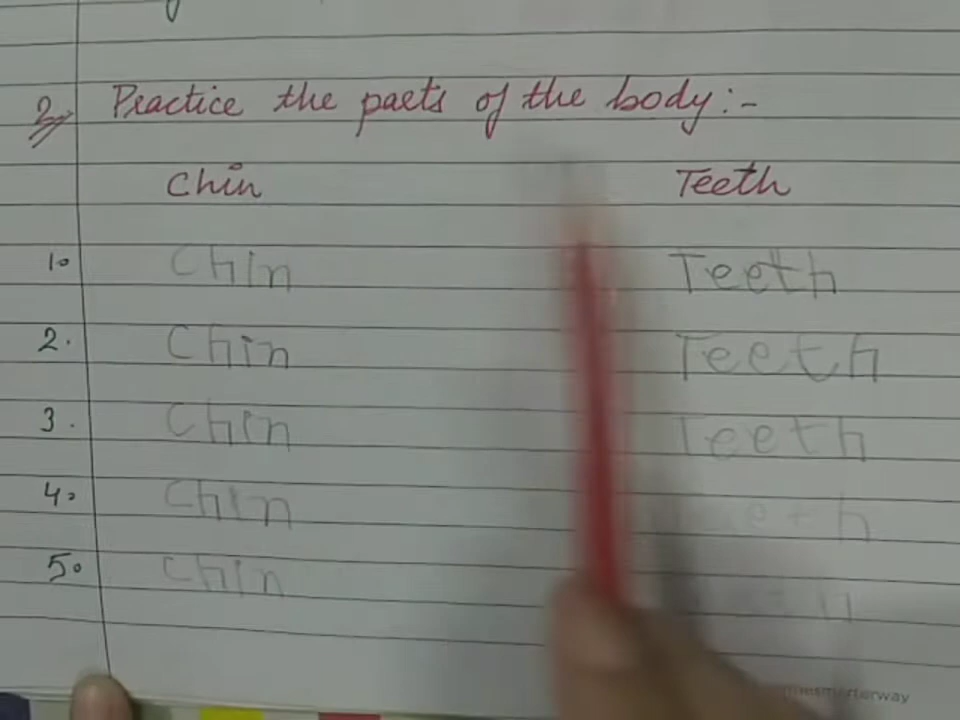 2, Practice the parts of the body:-
Chin Teeth
1. Chin Teeth
2. Chin Teeth
3. Chin Teeth
4. Chin
5. Chin